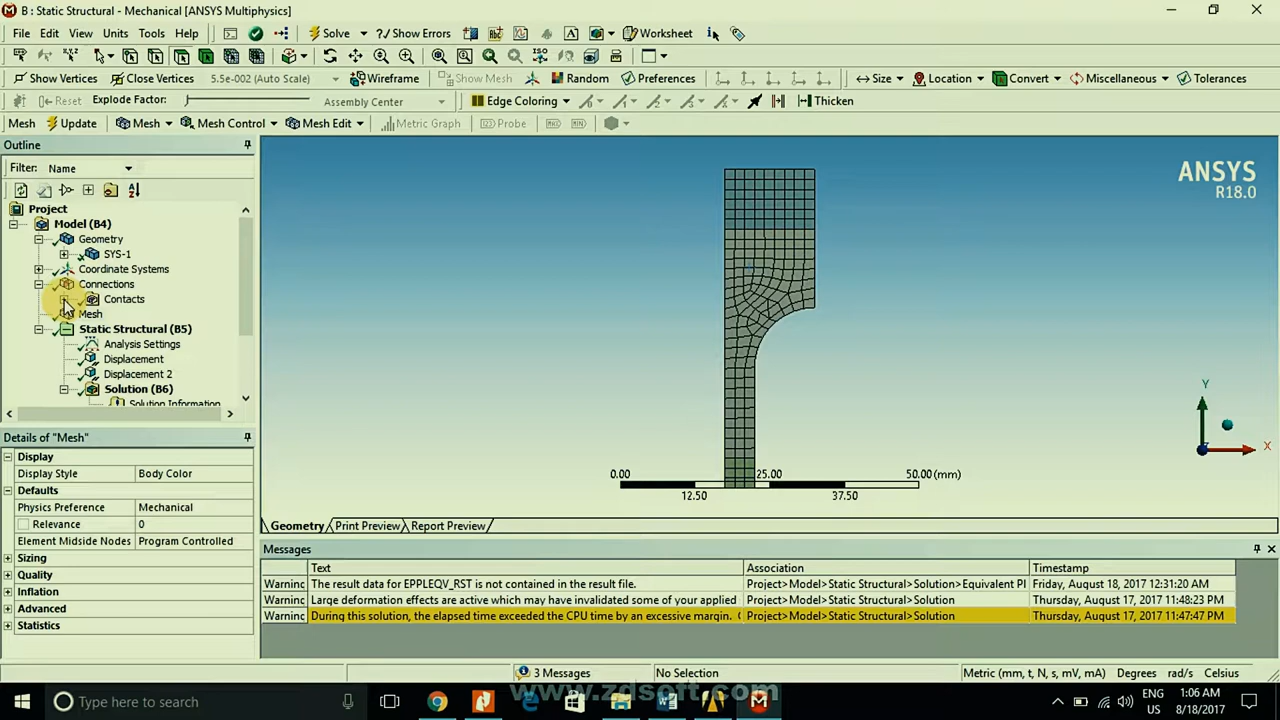 B : Static Structural - Mechanical [ANSYS Multiphysics]
File Edit View Units Tools Help Solve ?/ Show Errors Worksheet
Show Vertices Close Vertices 5.5e-002 (Auto Scale) Wireframe Show Mesh Random Preferences Size Location Convert Miscellaneous Tolerances
Reset Explode Factor: Assembly Center Edge Coloring Thicken
Mesh Update Mesh Mesh Control Mesh Edit Metric Graph Probe MAX MIN
Outline
Filter: Name
Project
Model (B4)
Geometry
SYS-1
Coordinate Systems
Connections
Contacts
Mesh
Static Structural (B5)
Analysis Settings
Displacement
Displacement 2
Solution (B6)
Solution Information
Details of "Mesh"
Display
Display Style Body Color
Defaults
Physics Preference Mechanical
Relevance 0
Element Midside Nodes Program Controlled
Sizing
Quality
Inflation
Advanced
Statistics
ANSYS
R18.0
Y
X
0.00 25.00 50.00 (mm)
12.50 37.50
Geometry Print Preview Report Preview
Messages
Text Association Timestamp
Warninc The result data for EPPLEQV_RST is not contained in the result file. Project>Model>Static Structural>Solution>Equivalent Pl Friday, August 18, 2017 12:31:20 AM
Warninc Large deformation effects are active which may have invalidated some of your applied Project>Model>Static Structural>Solution Thursday, August 17, 2017 11:48:23 PM
Warninc During this solution, the elapsed time exceeded the CPU time by an excessive margin. Project>Model>Static Structural>Solution Thursday, August 17, 2017 11:47:47 PM
3 Messages No Selection Metric (mm, t, N, s, mV, mA) Degrees rad/s Celsius
www.zdsoft.com
Type here to search
ENG
1:06 AM
8/18/2017